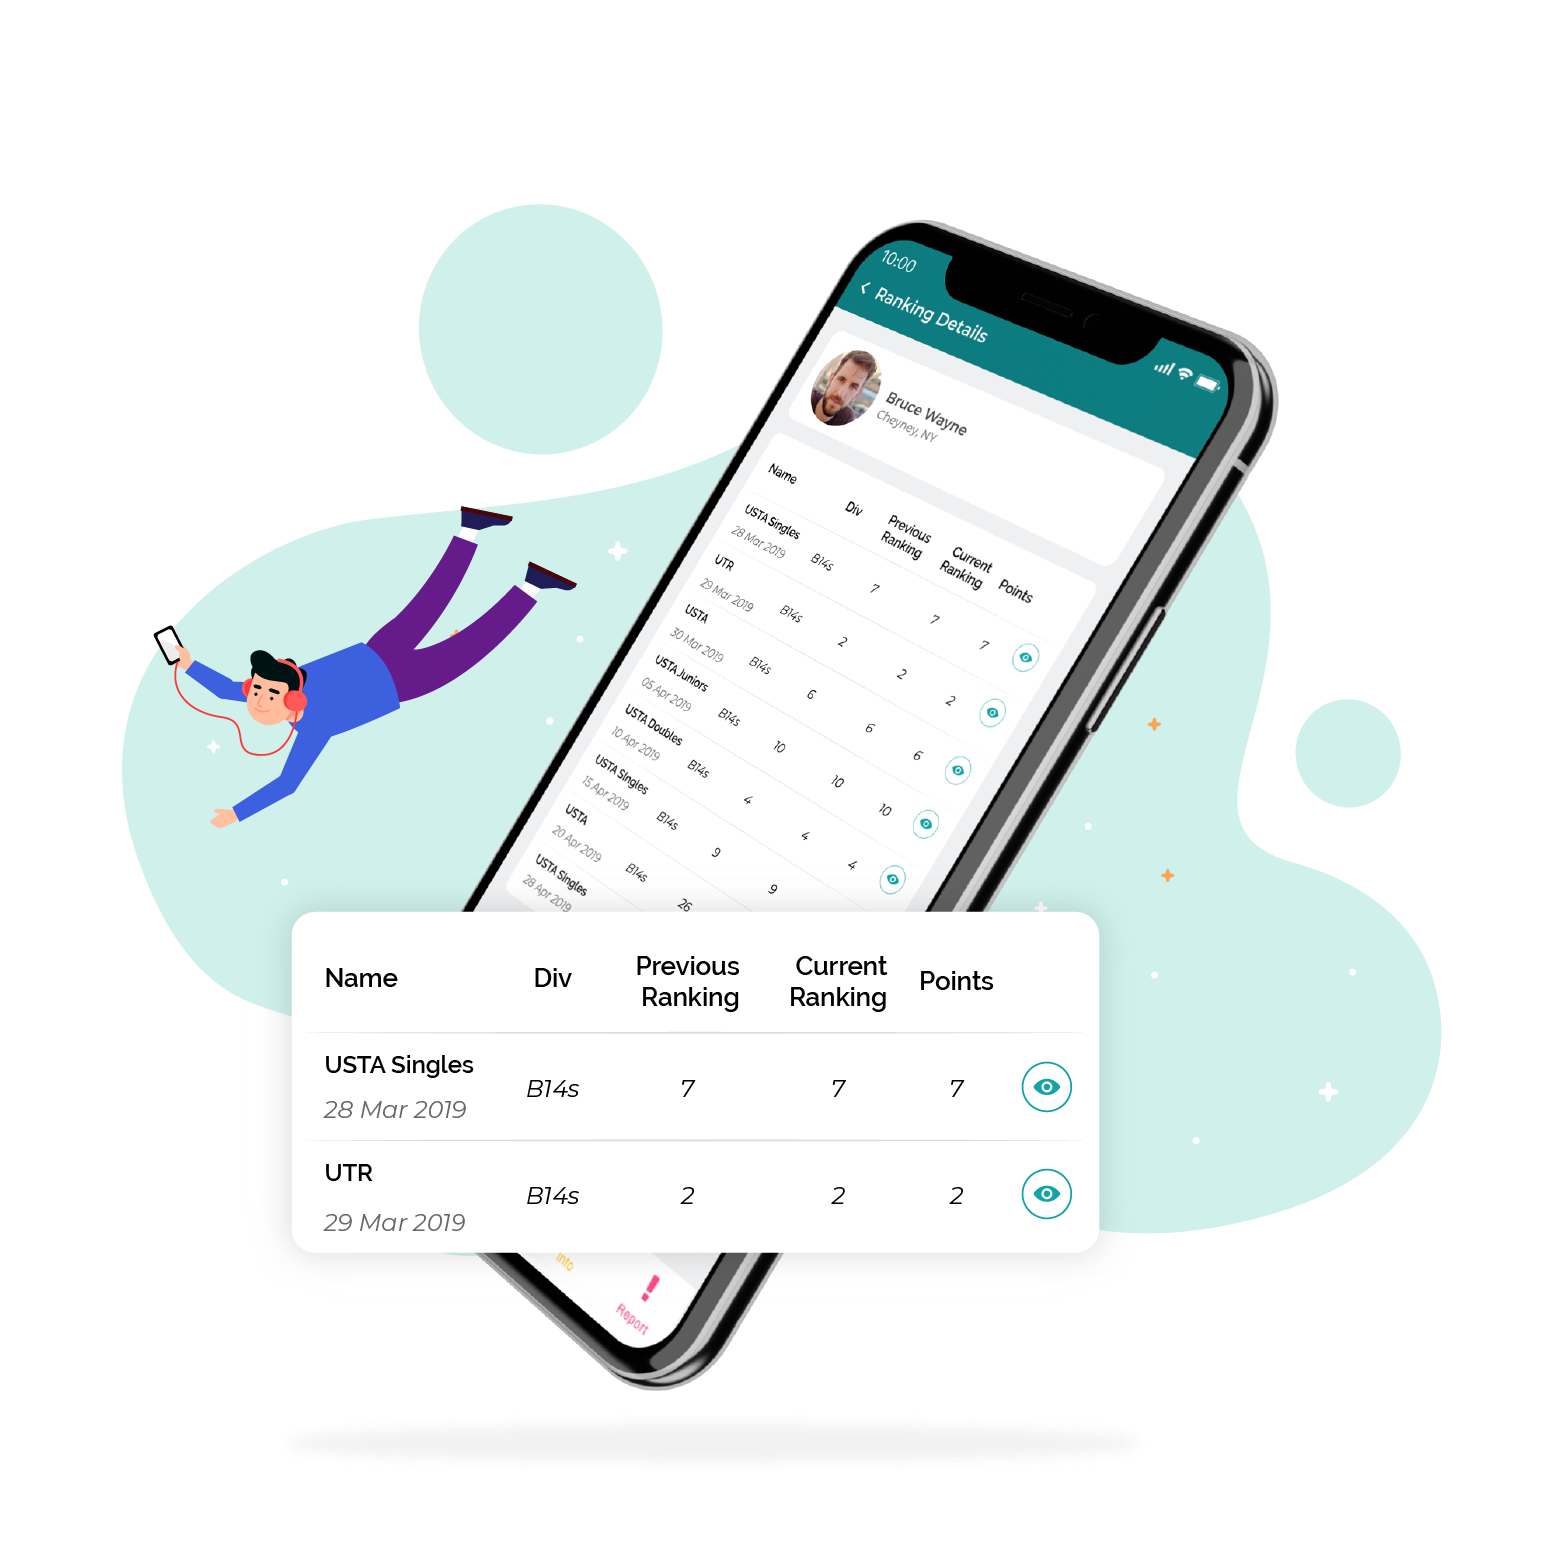 10:00
Ranking Details
Bruce Wayne
Cheyney, NY
Name Div Previous Ranking Current Ranking Points
USTA Singles
28 Mar 2019 B14s 7 7 7
UTR
29 Mar 2019 B14s 2 2 2
USTA
30 Mar 2019 B14s 6 6 6
USTA Juniors
05 Apr 2019 B14s 10 10 10
USTA Doubles
10 Apr 2019 B14s 4 4 4
USTA Singles
15 Apr 2019 B14s 9 9
USTA
20 Apr 2019 B14s 26
USTA Singles
28 Apr 2019
Name Div Previous Ranking Current Ranking Points
USTA Singles
28 Mar 2019 B14s 7 7 7
UTR
29 Mar 2019 B14s 2 2 2
Info
Report